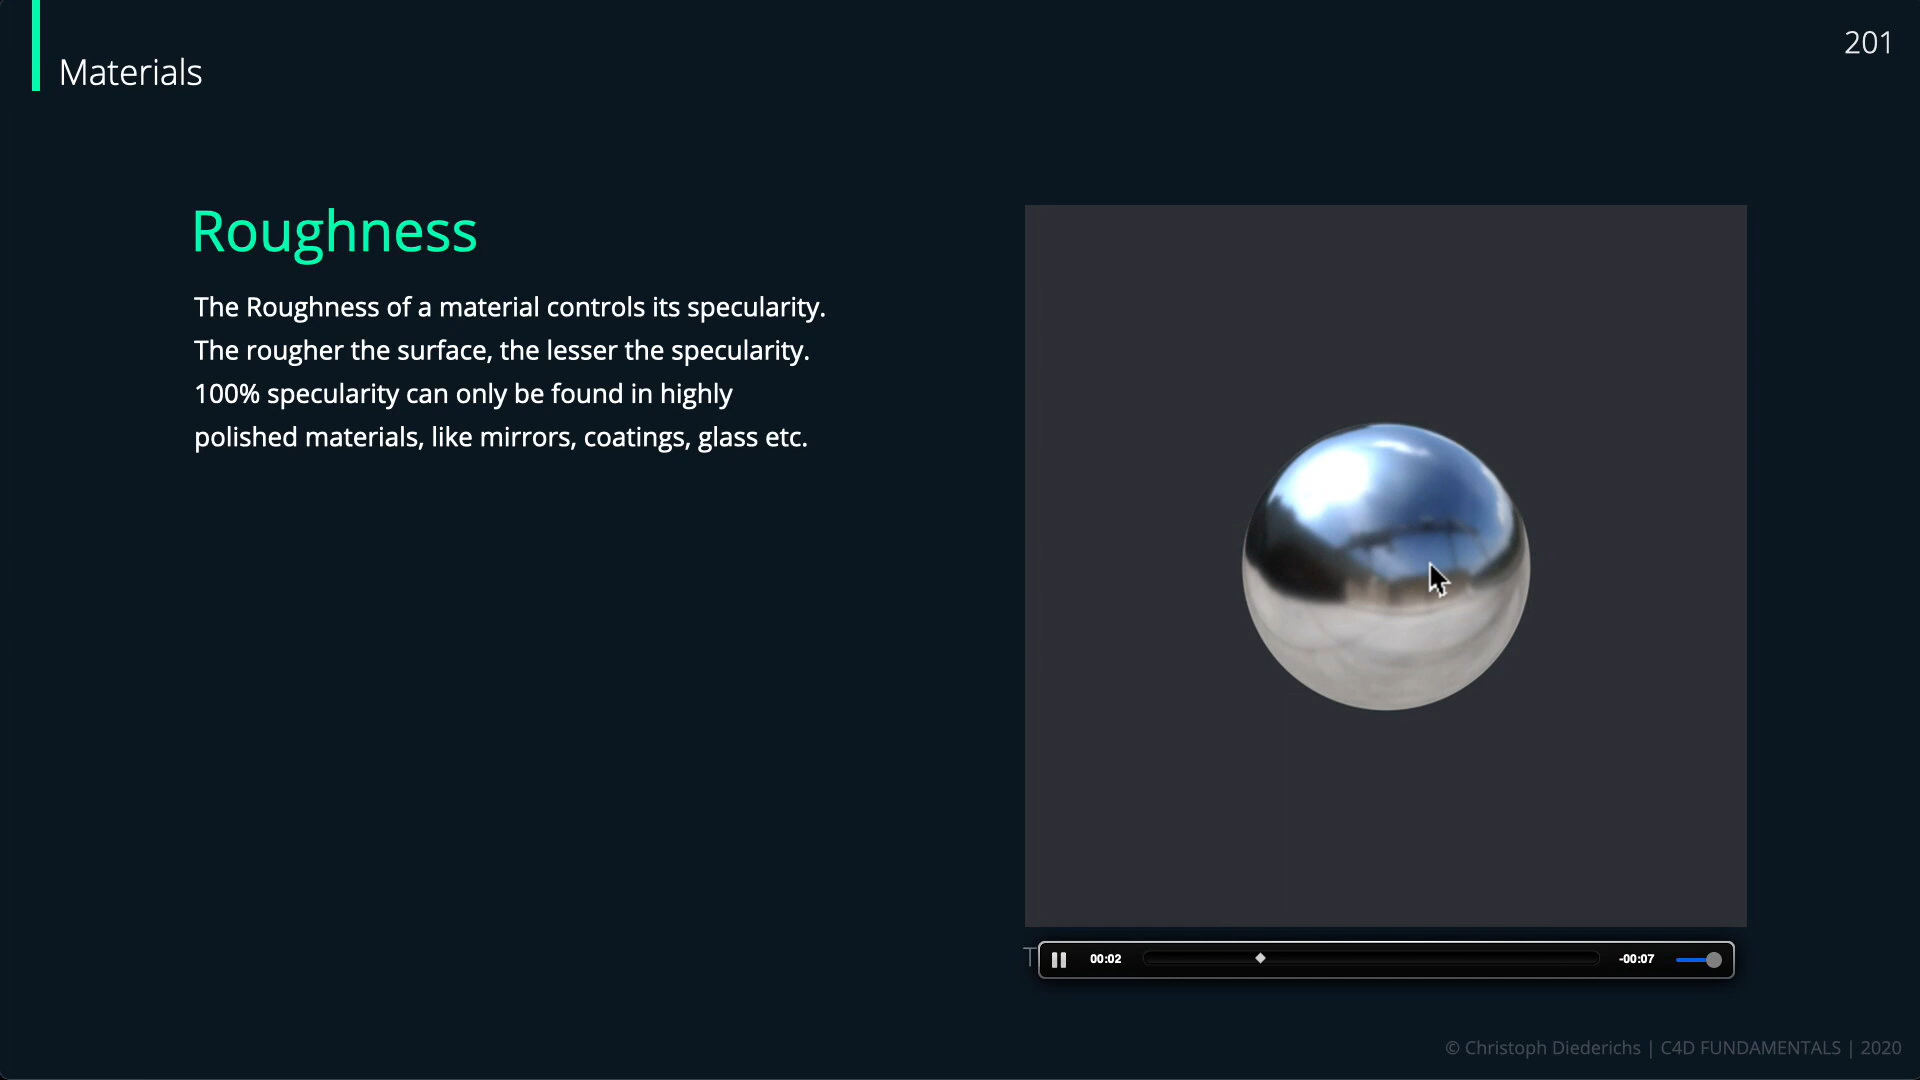 201
Materials
Roughness
The Roughness of a material controls its specularity.
The rougher the surface, the lesser the specularity.
100% specularity can only be found in highly
polished materials, like mirrors, coatings, glass etc.
00:02
-00:07
© Christoph Diederichs | C4D FUNDAMENTALS | 2020